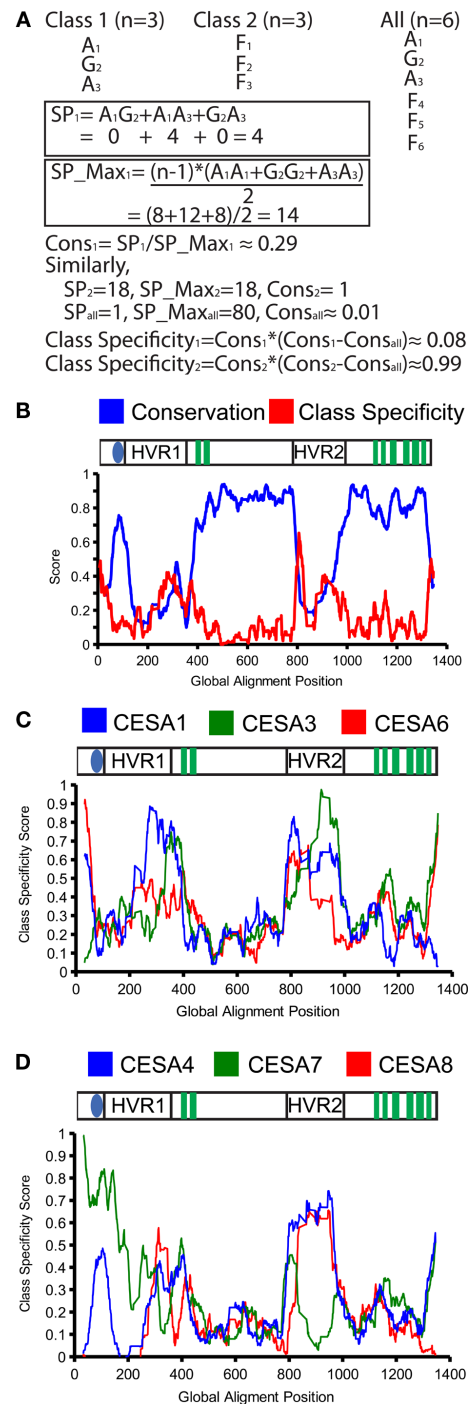 A Class 1 (n=3) Class 2 (n=3) All (n=6)
A₁ F₁ A₁
G₂ F₂ G₂
A₃ F₃ A₃
F₄
F₅
F₆
SP₁= A₁G₂+A₁A₃+G₂A₃
= 0 + 4 + 0 = 4
SP_Max₁= (n-1)*(A₁A₁+G₂G₂+A₃A₃)
2
= (8+12+8)/2 = 14
Cons₁= SP₁/SP_Max₁ ≈ 0.29
Similarly,
SP₂=18, SP_Max₂=18, Cons₂= 1
SPall=1, SP_Maxall=80, Consall≈ 0.01
Class Specificity₁=Cons₁*(Cons₁-Consall)≈ 0.08
Class Specificity₂=Cons₂*(Cons₂-Consall)≈0.99
B
Conservation Class Specificity
HVR1 HVR2
1
0.8
0.6
0.4
0.2
0
Score
0 200 400 600 800 1000 1200 1400
Global Alignment Position
C
CESA1 CESA3 CESA6
HVR1 HVR2
1
0.9
0.8
0.7
0.6
0.5
0.4
0.3
0.2
0.1
0
Class Specificity Score
0 200 400 600 800 1000 1200 1400
Global Alignment Position
D
CESA4 CESA7 CESA8
HVR1 HVR2
1
0.9
0.8
0.7
0.6
0.5
0.4
0.3
0.2
0.1
0
Class Specificity Score
0 200 400 600 800 1000 1200 1400
Global Aligment Position